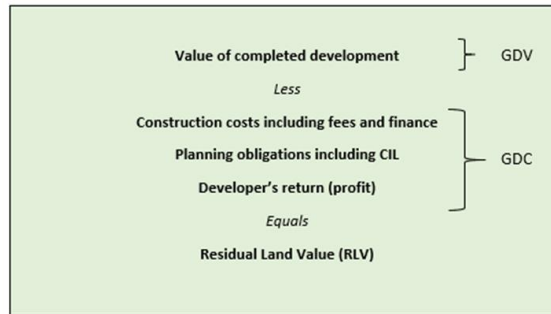 Value of completed development
GDV
Less
Construction costs including fees and finance
Planning obligations including CIL
GDC
Developer's return (profit)
Equals
Residual Land Value (RLV)